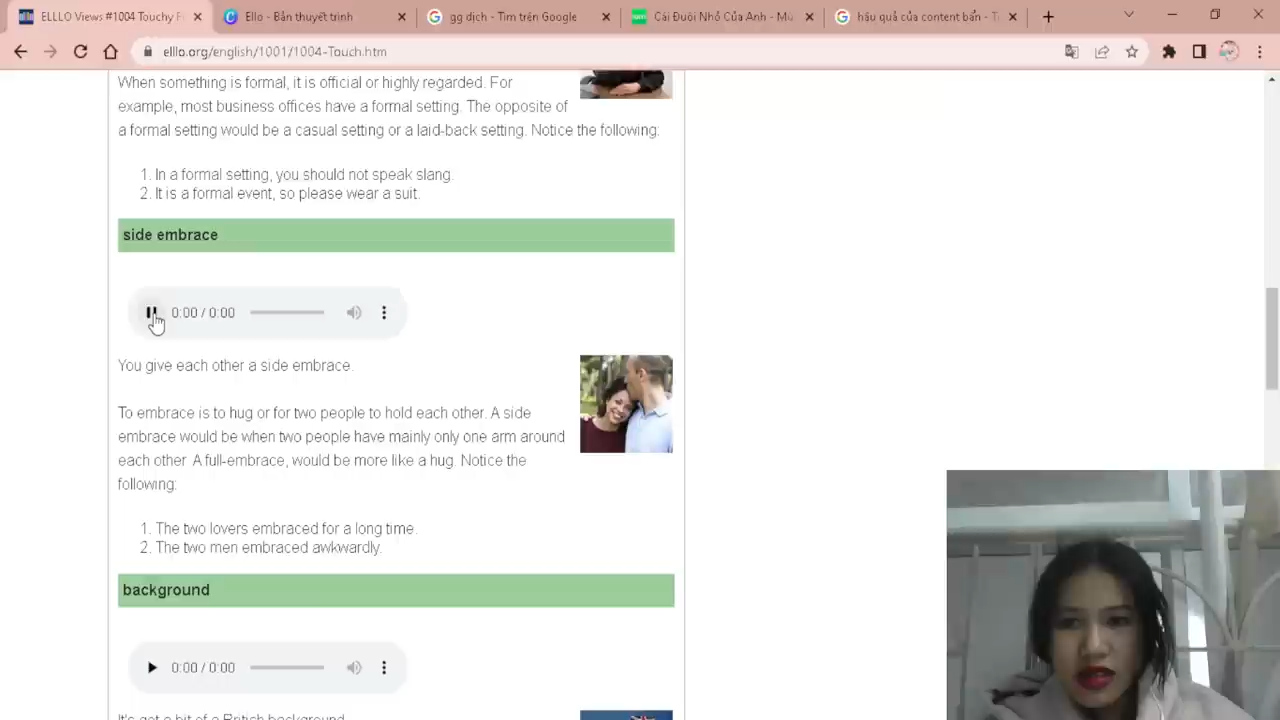 ELLLO Views #1004 Touchy F
Ello - Bản thuyết trình
gg dịch - Tìm trên Google
Cái Đuôi Nhỏ Của Anh - Mù
hậu quả của content bẩn - T
elllo.org/english/1001/1004-Touch.htm
When something is formal, it is official or highly regarded. For
example, most business offices have a formal setting. The opposite of
a formal setting would be a casual setting or a laid-back setting. Notice the following:
1. In a formal setting, you should not speak slang.
2. It is a formal event, so please wear a suit.
side embrace
0:00 / 0:00
You give each other a side embrace.
To embrace is to hug or for two people to hold each other. A side
embrace would be when two people have mainly only one arm around
each other. A full-embrace, would be more like a hug. Notice the
following:
1. The two lovers embraced for a long time.
2. The two men embraced awkwardly.
background
0:00 / 0:00
It's got a bit of a British background.